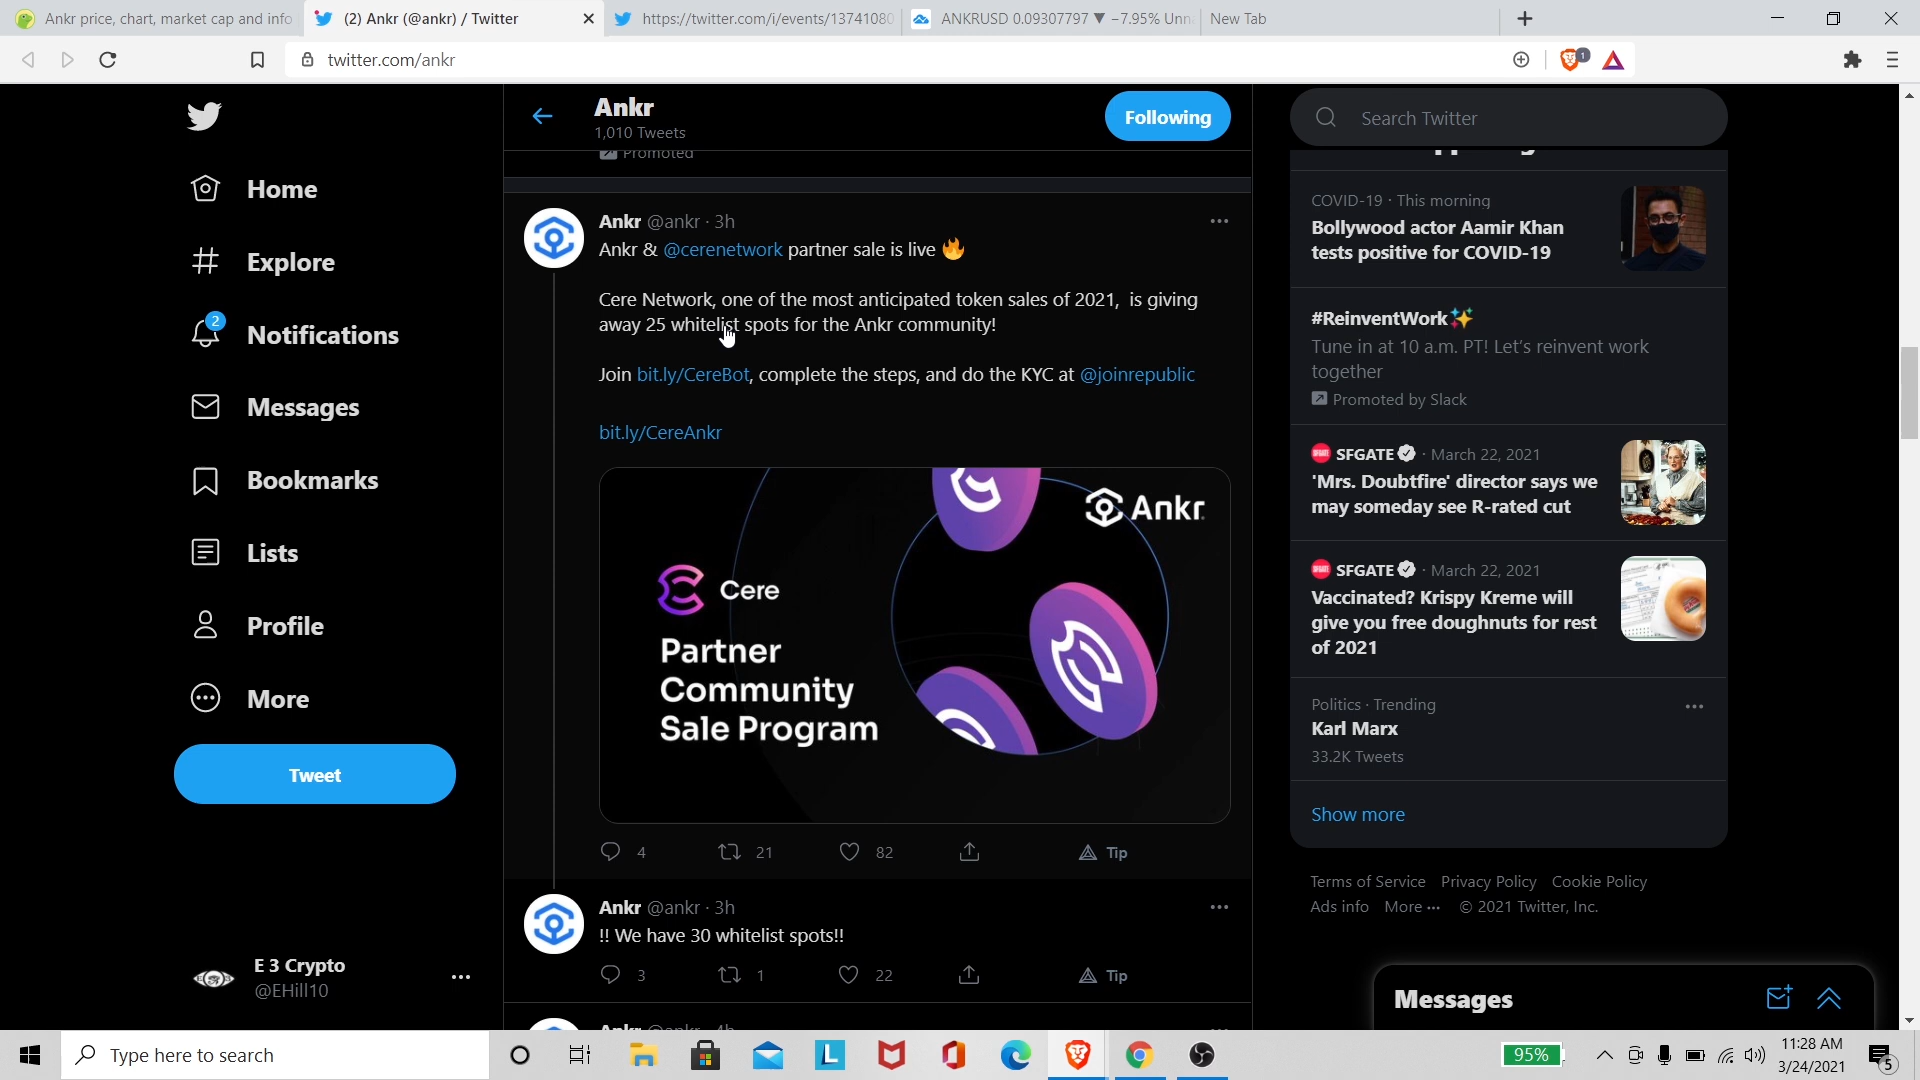 Ankr price, chart, market cap and info
(2) Ankr (@ankr) / Twitter
https://twitter.com/i/events/13741080
ANKRUSD 0.09307797 ▼ −7.95% Unn
New Tab
twitter.com/ankr
1
Home
Explore
2
Notifications
Messages
Bookmarks
Lists
Profile
More
Tweet
E 3 Crypto
@EHill10
Ankr
1,010 Tweets
Following
Promoted
Ankr @ankr · 3h
Ankr & @cerenetwork partner sale is live 🔥
Cere Network, one of the most anticipated token sales of 2021, is giving
away 25 whitelist spots for the Ankr community!
Join bit.ly/CereBot, complete the steps, and do the KYC at @joinrepublic
bit.ly/CereAnkr
Ankr
Cere
Partner
Community
Sale Program
4 21 82 Tip
Ankr @ankr · 3h
!! We have 30 whitelist spots!!
3 1 22 Tip
Ankr @ankr · 4h
Search Twitter
COVID-19 · This morning
Bollywood actor Aamir Khan
tests positive for COVID-19
#ReinventWork✨
Tune in at 10 a.m. PT! Let's reinvent work
together
Promoted by Slack
SFGATE · March 22, 2021
'Mrs. Doubtfire' director says we
may someday see R-rated cut
SFGATE · March 22, 2021
Vaccinated? Krispy Kreme will
give you free doughnuts for rest
of 2021
Politics · Trending
Karl Marx
33.2K Tweets
Show more
Terms of Service Privacy Policy Cookie Policy
Ads info More ··· © 2021 Twitter, Inc.
Messages
Type here to search
95%
11:28 AM
3/24/2021
5